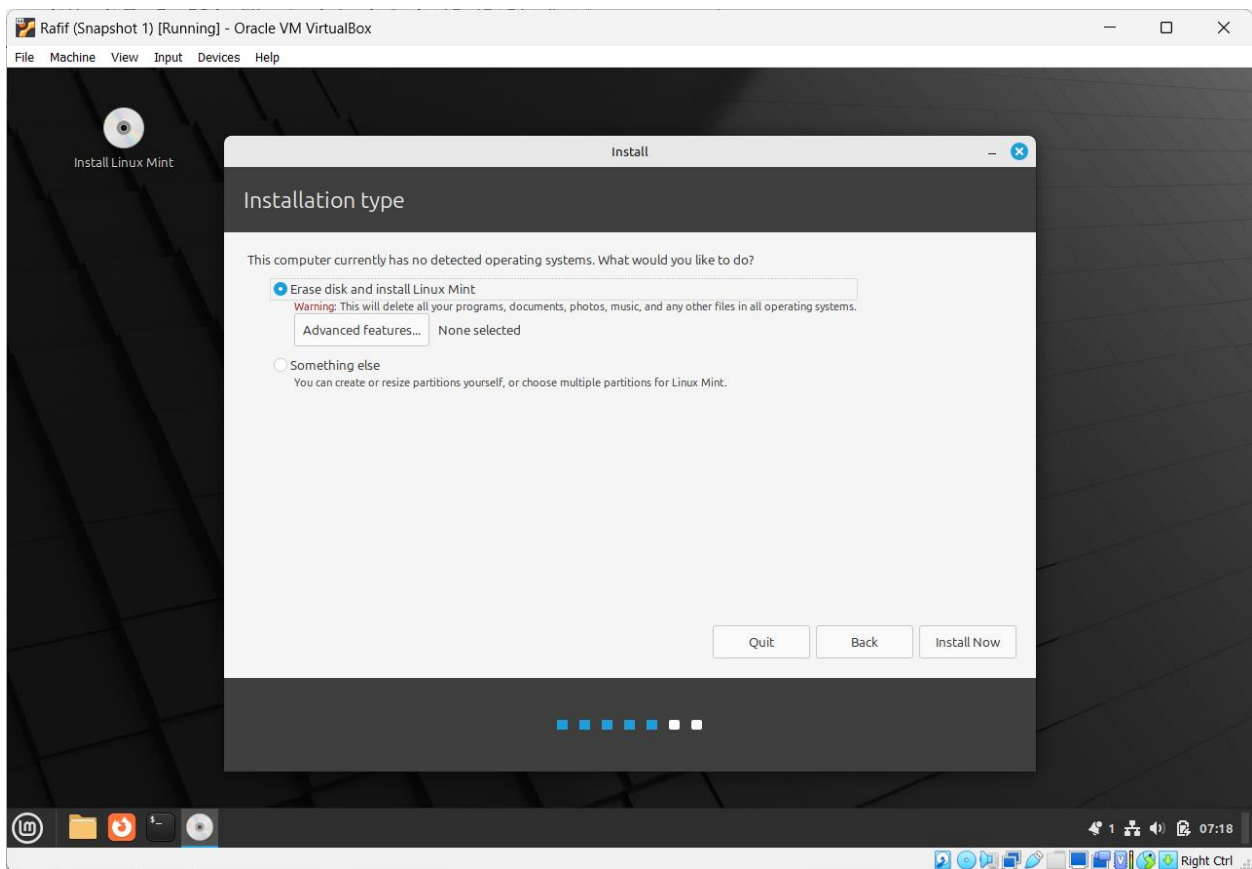 Rafif (Snapshot 1) [Running] - Oracle VM VirtualBox
File Machine View Input Devices Help
Install Linux Mint
Install
Installation type
This computer currently has no detected operating systems. What would you like to do?
Erase disk and install Linux Mint
Warning: This will delete all your programs, documents, photos, music, and any other files in all operating systems.
Advanced features... None selected
Something else
You can create or resize partitions yourself, or choose multiple partitions for Linux Mint.
Quit Back Install Now
1 07:18
Right Ctrl